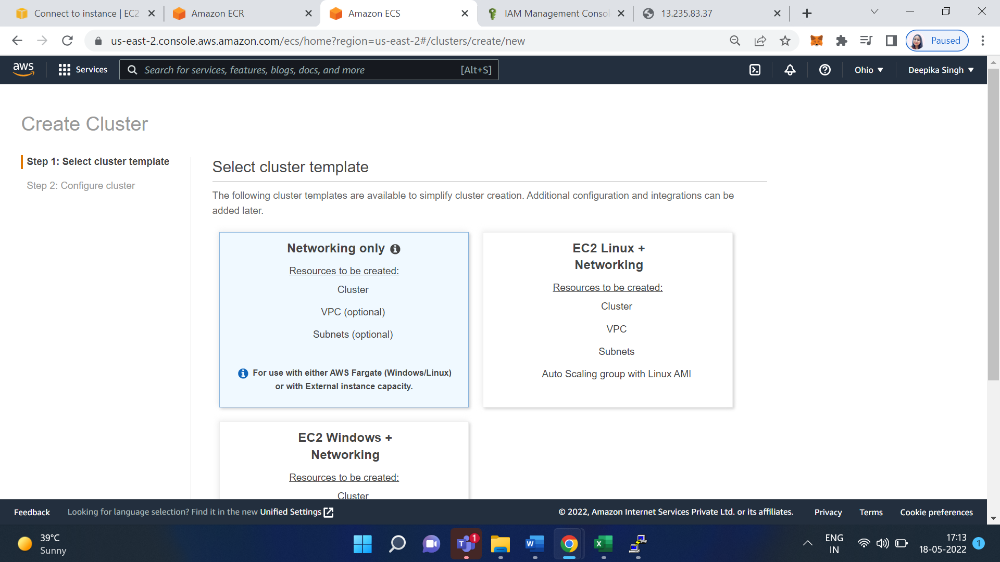 Connect to instance | EC2
Amazon ECR
Amazon ECS
IAM Management Consol
13.235.83.37
us-east-2.console.aws.amazon.com/ecs/home?region=us-east-2#/clusters/create/new
Paused
aws
Services
Search for services, features, blogs, docs, and more
[Alt+S]
Ohio
Deepika Singh
Create Cluster
Step 1: Select cluster template
Step 2: Configure cluster
Select cluster template
The following cluster templates are available to simplify cluster creation. Additional configuration and integrations can be
added later.
Networking only
Resources to be created:
Cluster
VPC (optional)
Subnets (optional)
For use with either AWS Fargate (Windows/Linux)
or with External instance capacity.
EC2 Linux +
Networking
Resources to be created:
Cluster
VPC
Subnets
Auto Scaling group with Linux AMI
EC2 Windows +
Networking
Resources to be created:
Cluster
Feedback
Looking for language selection? Find it in the new Unified Settings
© 2022, Amazon Internet Services Private Ltd. or its affiliates.
Privacy
Terms
Cookie preferences
39°C
Sunny
1
ENG
IN
17:13
18-05-2022
1